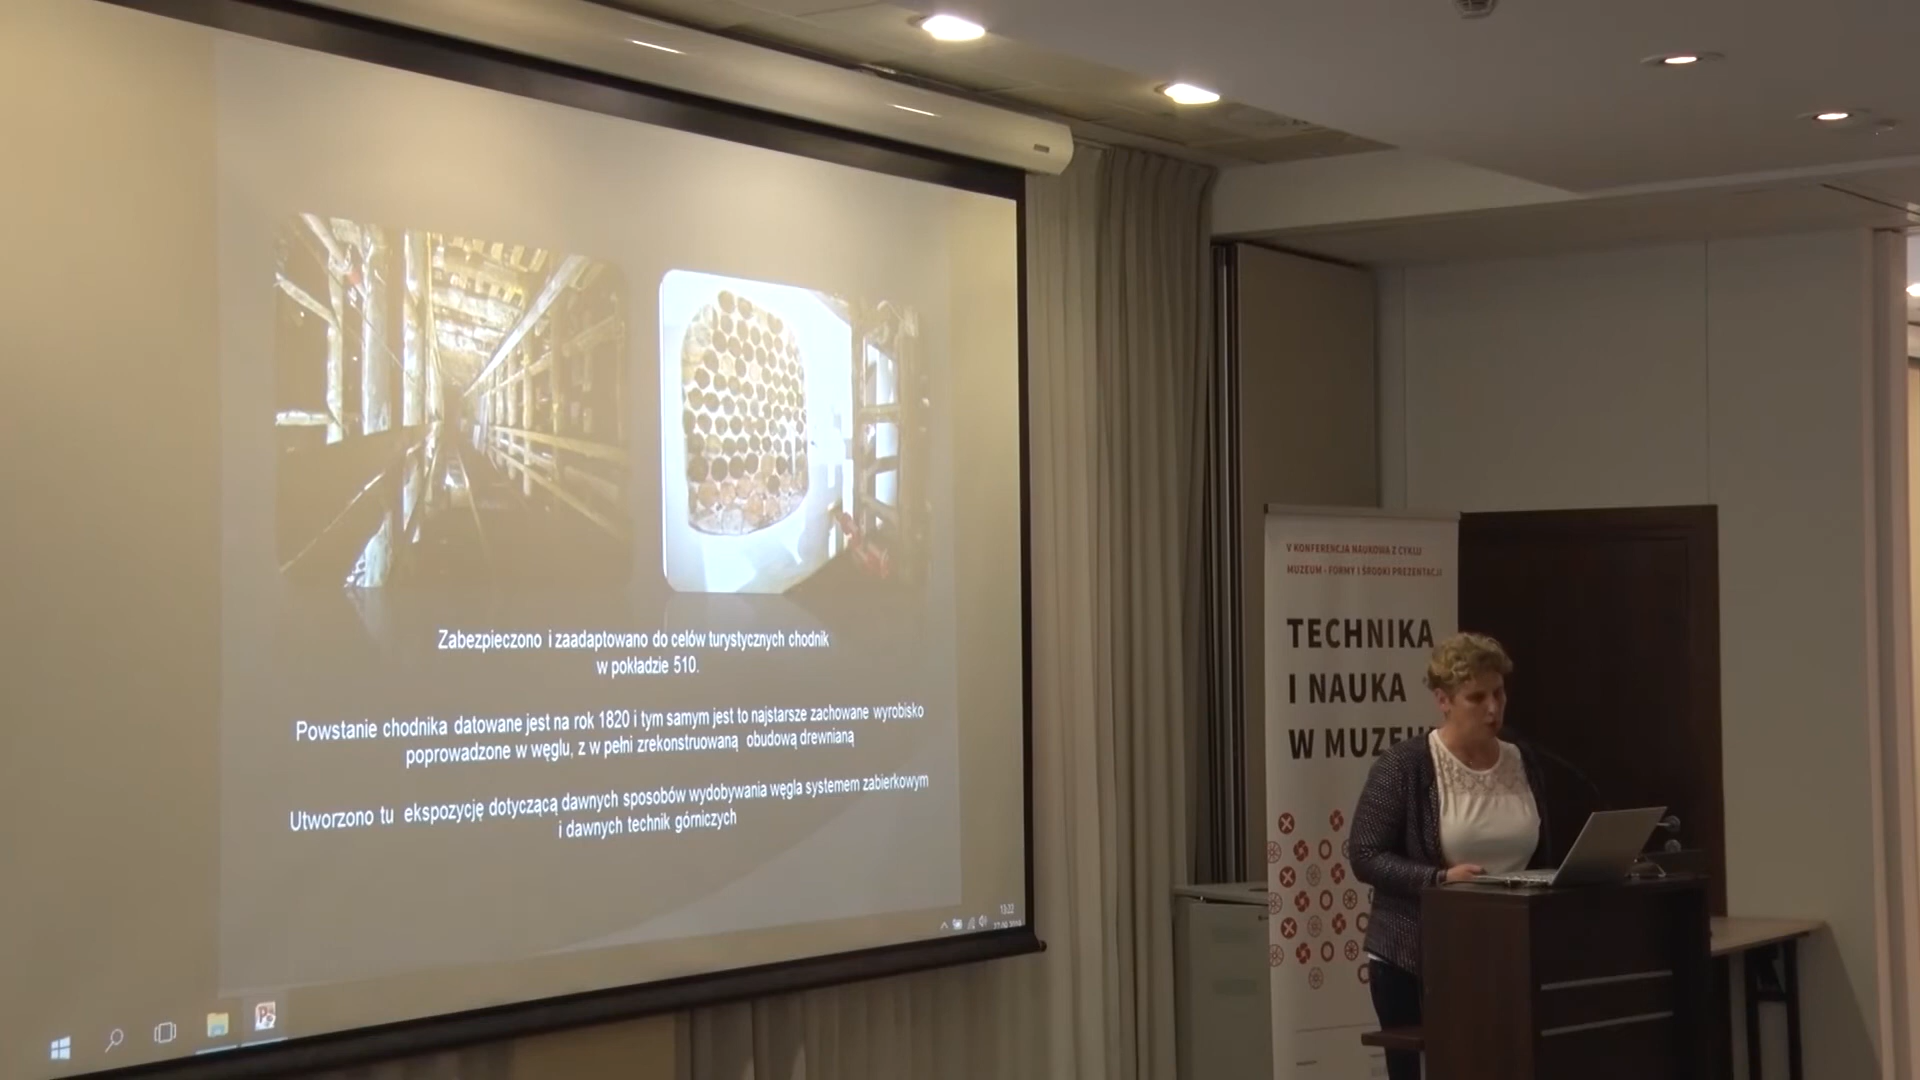 Zabezpieczono i zaadaptowano do celów turystycznych chodnik
w pokładzie 510.
Powstanie chodnika datowane jest na rok 1820 i tym samym jest to najstarsze zachowane wyrobisko
poprowadzone w węglu, z w pełni zrekonstruowaną obudową drewnianą
Utworzono tu ekspozycję dotyczącą dawnych sposobów wydobywania węgla systemem zabierkowym
i dawnych technik górniczych
13:22
V KONFERENCJA NAUKOWA Z CYKLU
MUZEUM - FORMY I ŚRODKI PREZENTACJI
TECHNIKA
I NAUKA
W